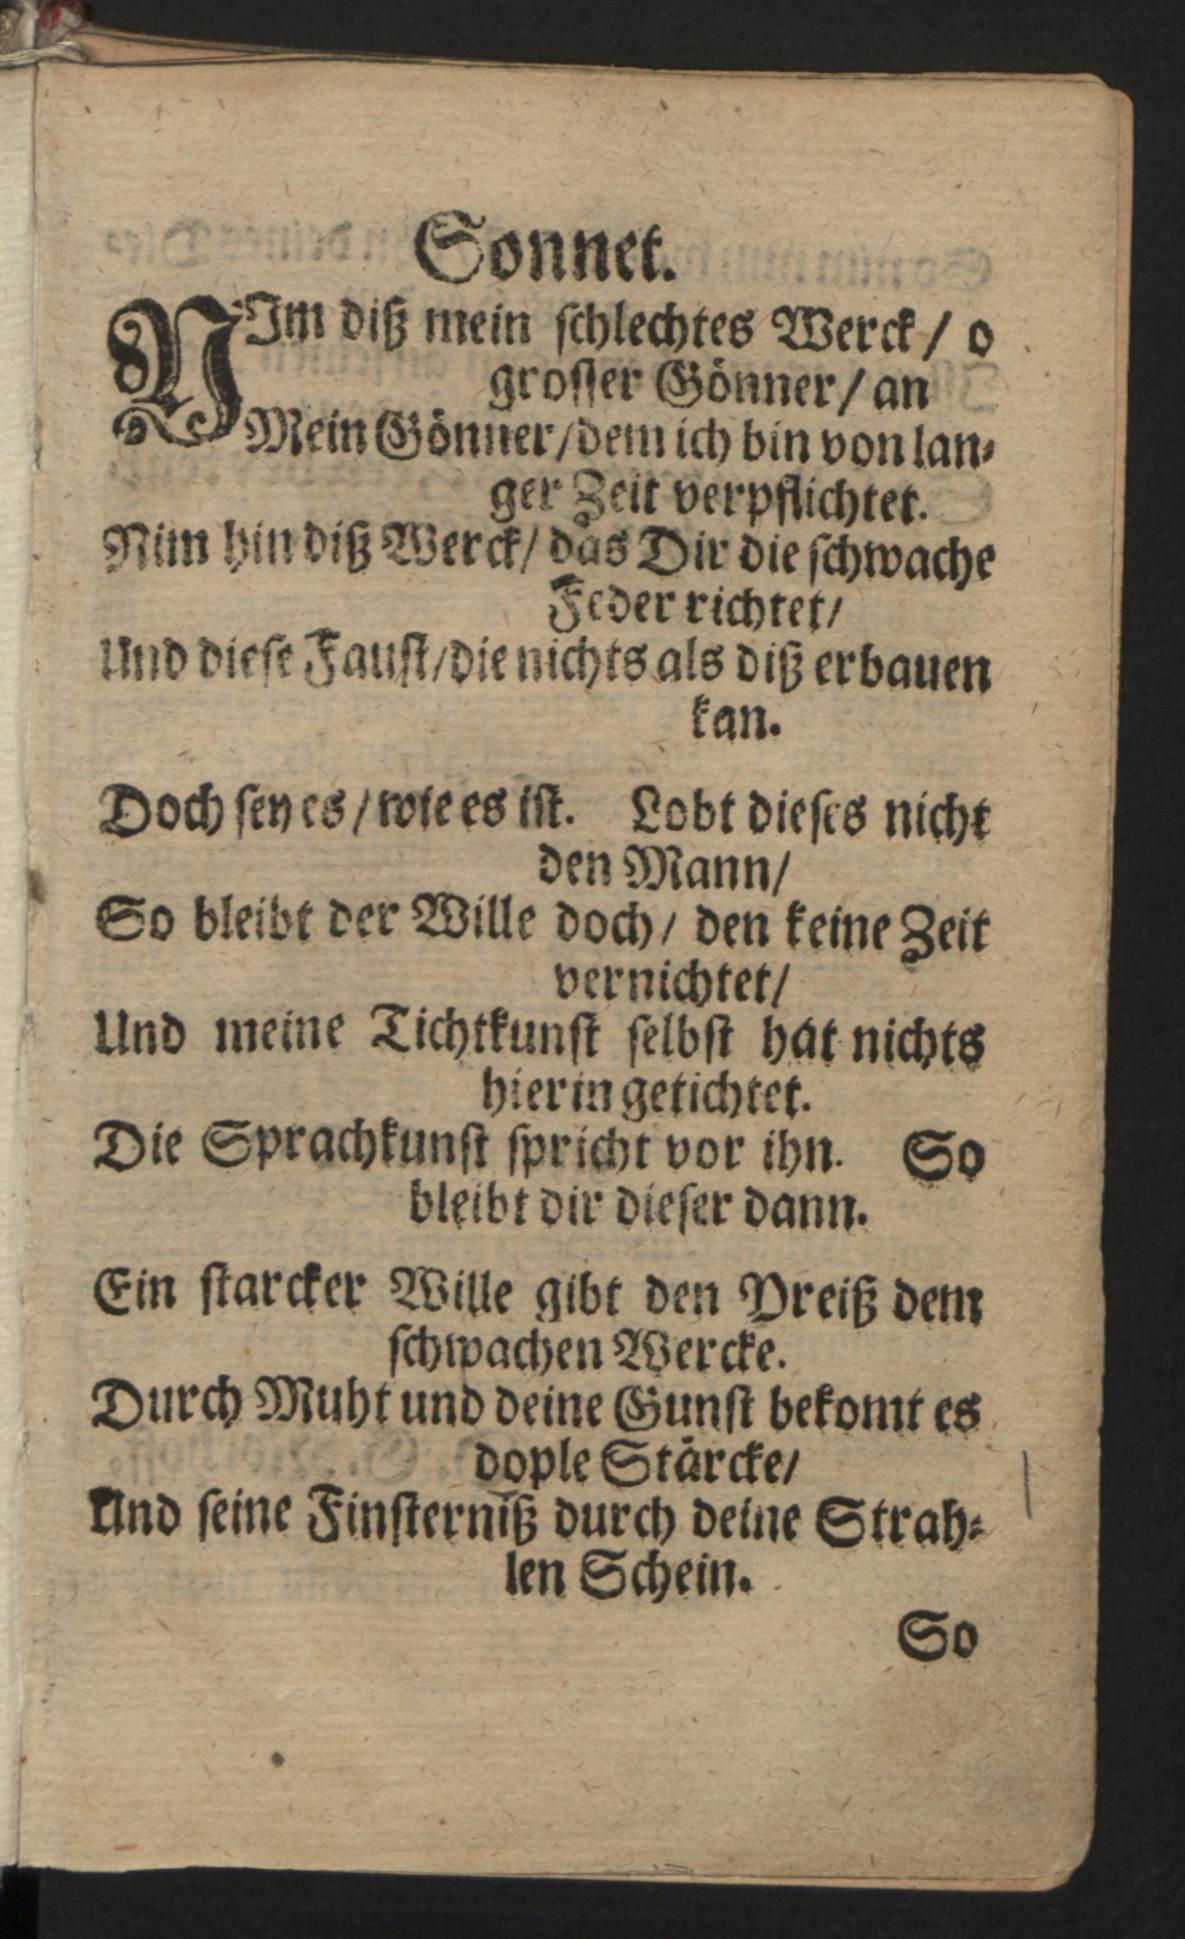 Sonnet.
NIm diß mein schlechtes Werck / o
grosser Gönner / an
Mein Gönner / dem ich bin von lan-
ger Zeit verpflichtet.
Nim hin diß Werck / das Dir die schwache
Feder richtet /
Und diese Faust / die nichts als diß erbauen
kan.
Doch sey es / wie es ist. Lobt dieses nicht
den Mann /
So bleibt der Wille doch / den keine Zeit
vernichtet /
Und meine Tichtkunst selbst hat nichts
hierin getichtet.
Die Sprachkunst spricht vor ihn. So
bleibt dir dieser dann.
Ein starcker Wille gibt den Preiß dem
schwachen Wercke.
Durch Muht und deine Gunst bekomt es
dople Stärcke /
Und seine Finsterniß durch deine Strah-
len Schein.
So